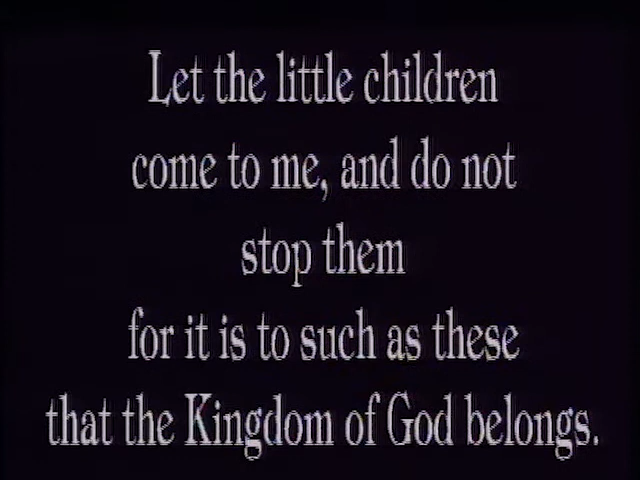 Let the little children
come to me, and do not
stop them
for it is to such as these
that the Kingdom of God belongs.